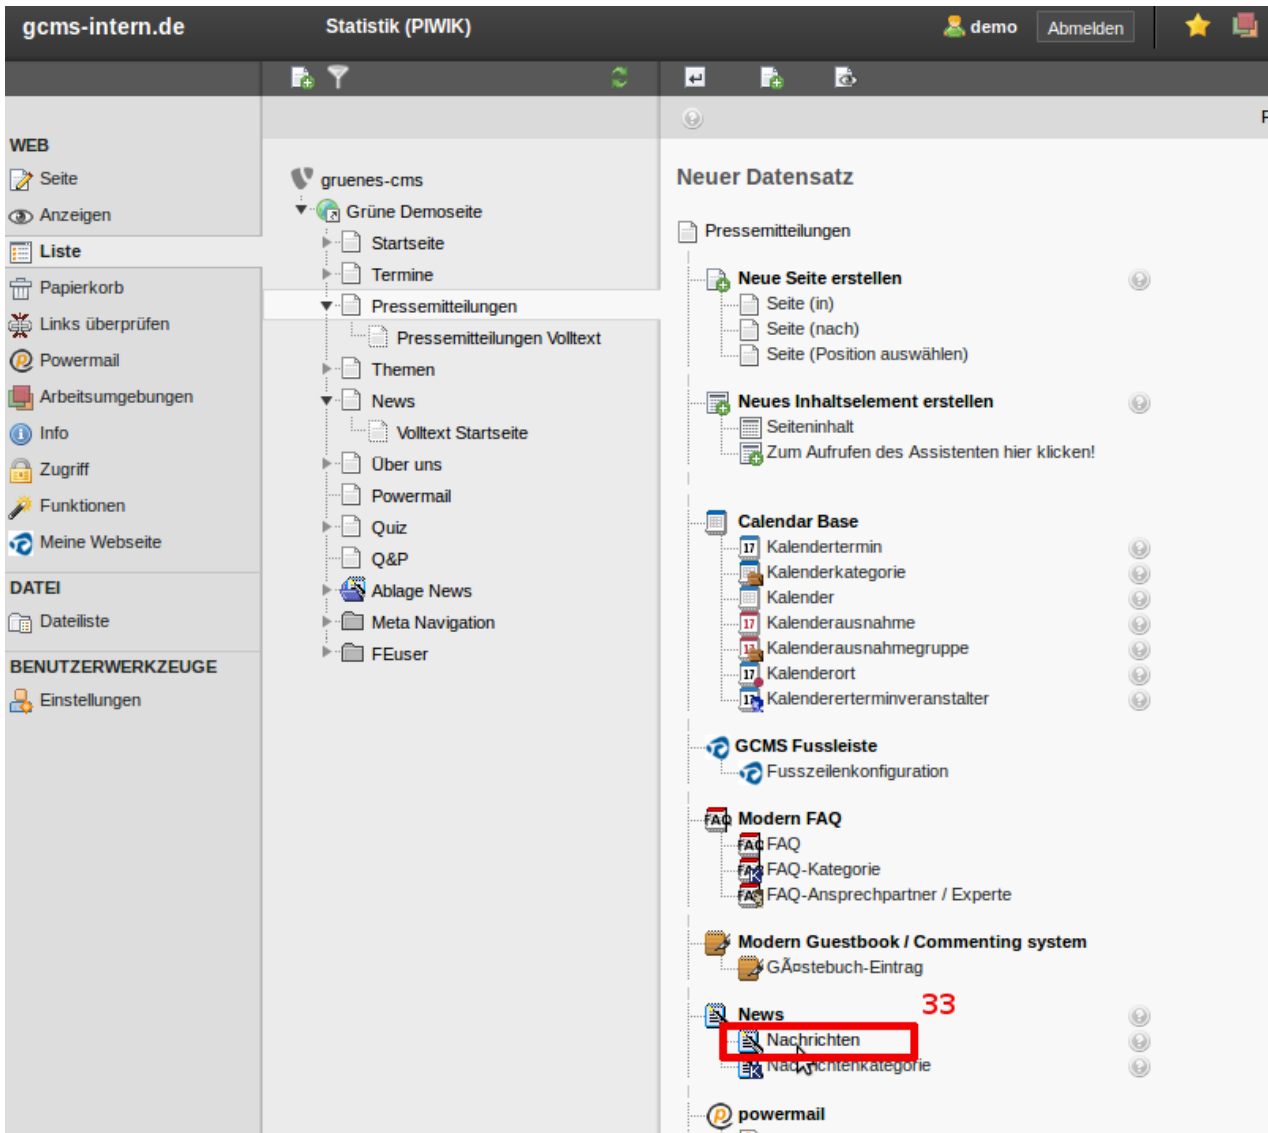 gcms-intern.de
Statistik (PIWIK)
demo
Abmelden
WEB
Seite
Anzeigen
Liste
Papierkorb
Links überprüfen
Powermail
Arbeitsumgebungen
Info
Zugriff
Funktionen
Meine Webseite
DATEI
Dateiliste
BENUTZERWERKZEUGE
Einstellungen
gruenes-cms
Grüne Demoseite
Startseite
Termine
Pressemitteilungen
Pressemitteilungen Volltext
Themen
News
Volltext Startseite
Über uns
Powermail
Quiz
Q&P
Ablage News
Meta Navigation
FEuser
Neuer Datensatz
Pressemitteilungen
Neue Seite erstellen
Seite (in)
Seite (nach)
Seite (Position auswählen)
Neues Inhaltselement erstellen
Seiteninhalt
Zum Aufrufen des Assistenten hier klicken!
Calendar Base
Kalendertermin
Kalenderkategorie
Kalender
Kalenderausnahme
Kalenderausnahmegruppe
Kalenderort
Kalendererterminveranstalter
GCMS Fussleiste
Fusszeilenkonfiguration
Modern FAQ
FAQ
FAQ-Kategorie
FAQ-Ansprechpartner / Experte
Modern Guestbook / Commenting system
GÃ¤stebuch-Eintrag
News
33
Nachrichten
Nachrichtenkategorie
powermail